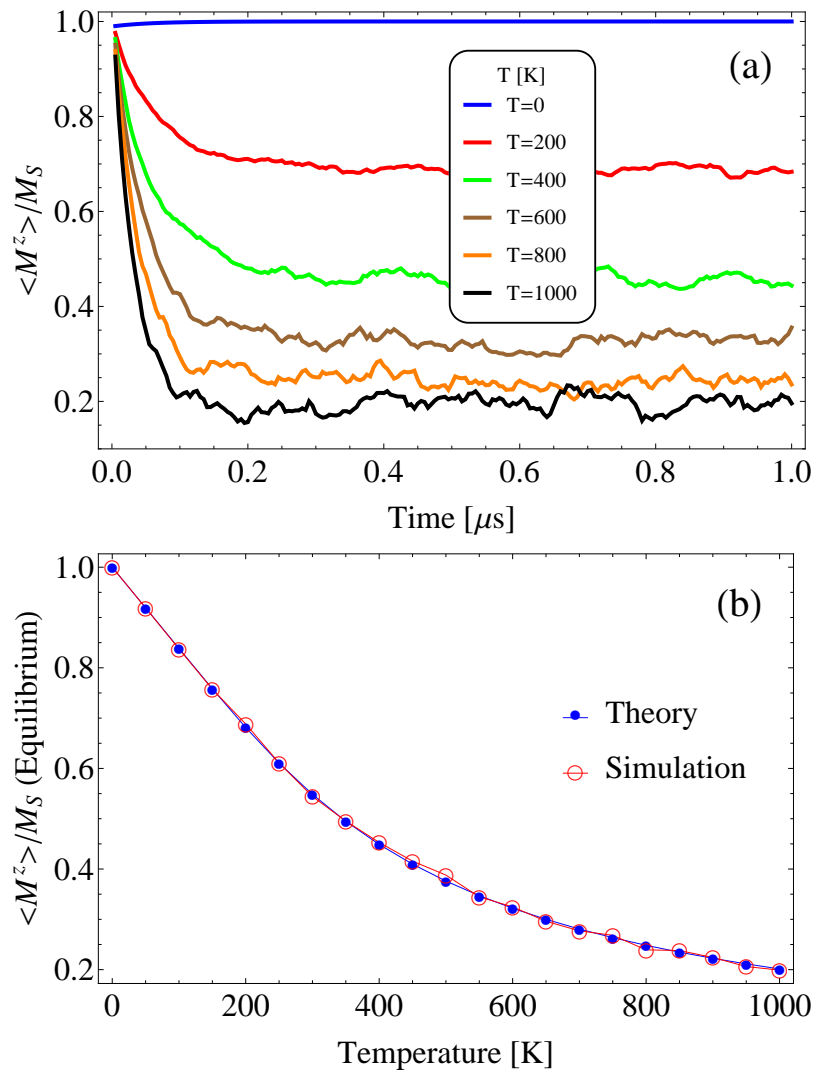 (a)
<M^z>/M_S
1.0
0.8
0.6
0.4
0.2
T [K]
T=0
T=200
T=400
T=600
T=800
T=1000
0.0 0.2 0.4 0.6 0.8 1.0
Time [μs]
(b)
<M^z>/M_S (Equilibrium)
1.0
0.8
0.6
0.4
0.2
Theory
Simulation
0 200 400 600 800 1000
Temperature [K]